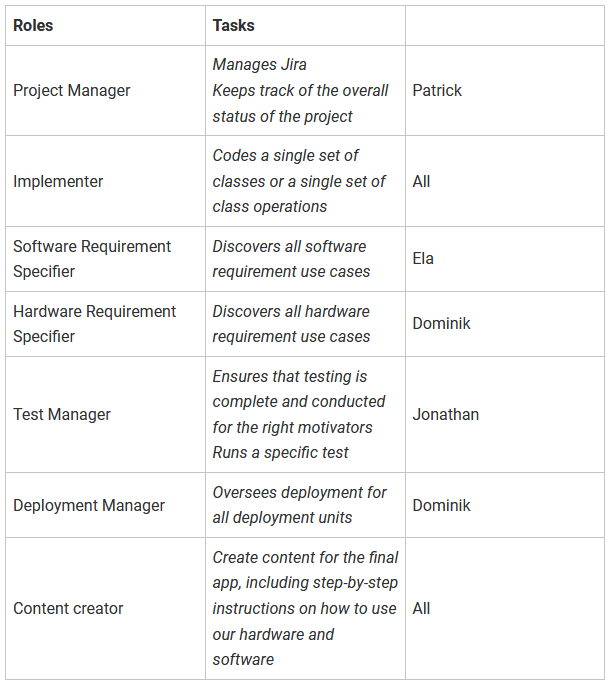 Roles
Tasks
Project Manager
Manages Jira
Keeps track of the overall
status of the project
Patrick
Implementer
Codes a single set of
classes or a single set of
class operations
All
Software Requirement
Specifier
Discovers all software
requirement use cases
Ela
Hardware Requirement
Specifier
Discovers all hardware
requirement use cases
Dominik
Test Manager
Ensures that testing is
complete and conducted
for the right motivators
Runs a specific test
Jonathan
Deployment Manager
Oversees deployment for
all deployment units
Dominik
Content creator
Create content for the final
app, including step-by-step
instructions on how to use
our hardware and
software
All